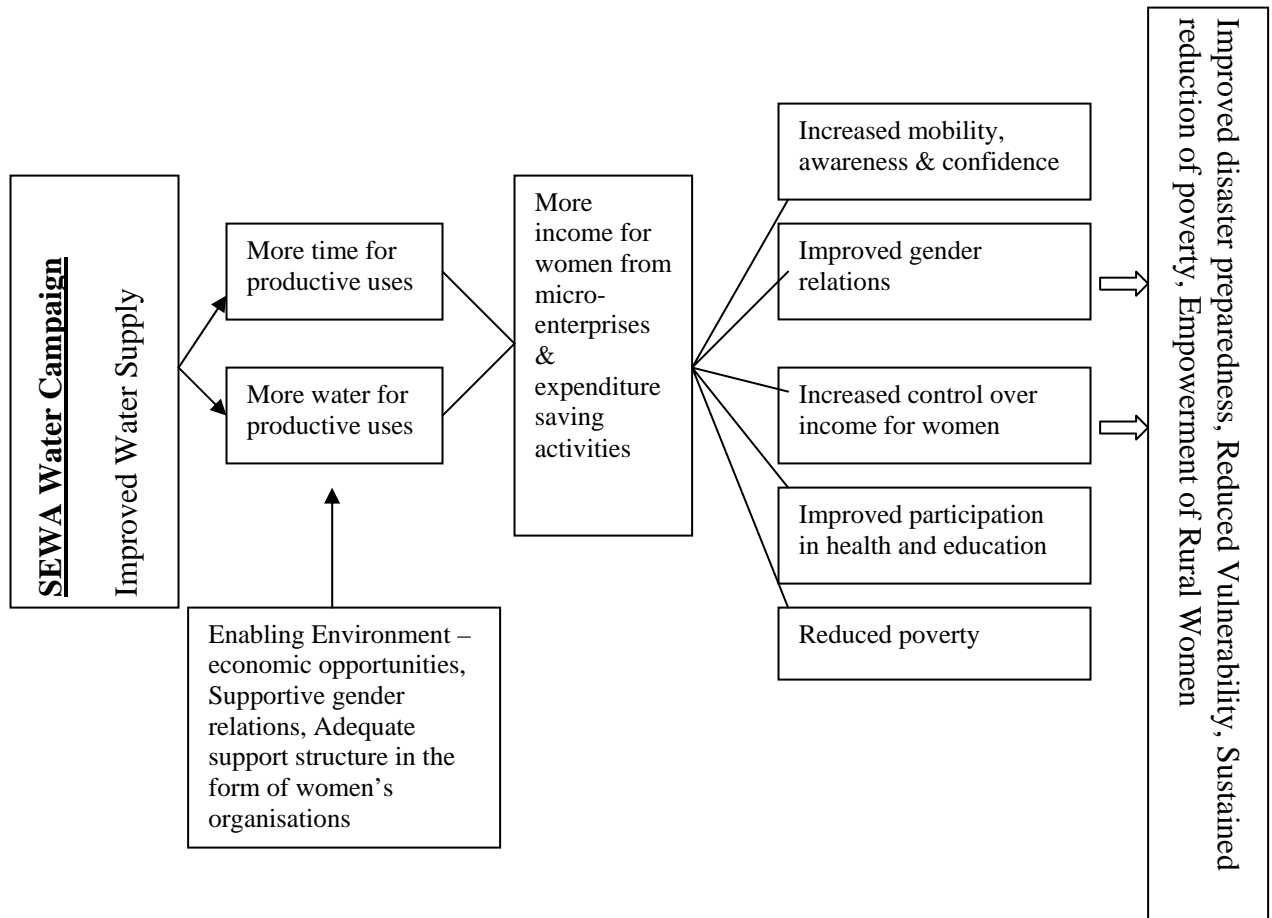 SEWA Water Campaign
Improved Water Supply
More time for
productive uses
More water for
productive uses
Enabling Environment –
economic opportunities,
Supportive gender
relations, Adequate
support structure in the
form of women’s
organisations
More
income for
women from
micro-
enterprises
&
expenditure
saving
activities
Increased mobility,
awareness & confidence
Improved gender
relations
Increased control over
income for women
Improved participation
in health and education
Reduced poverty
Improved disaster preparedness, Reduced Vulnerability, Sustained
reduction of poverty, Empowerment of Rural Women